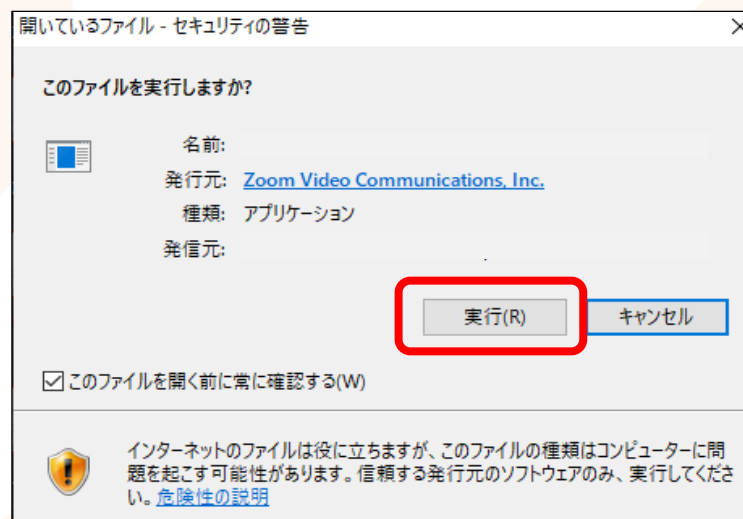 開いているファイル - セキュリティの警告
このファイルを実行しますか?
名前:
発行元: Zoom Video Communications, Inc.
種類: アプリケーション
発信元:
実行(R) キャンセル
このファイルを開く前に常に確認する(W)
インターネットのファイルは役に立ちますが、このファイルの種類はコンピューターに問
題を起こす可能性があります。信頼する発行元のソフトウェアのみ、実行してくださ
い。危険性の説明